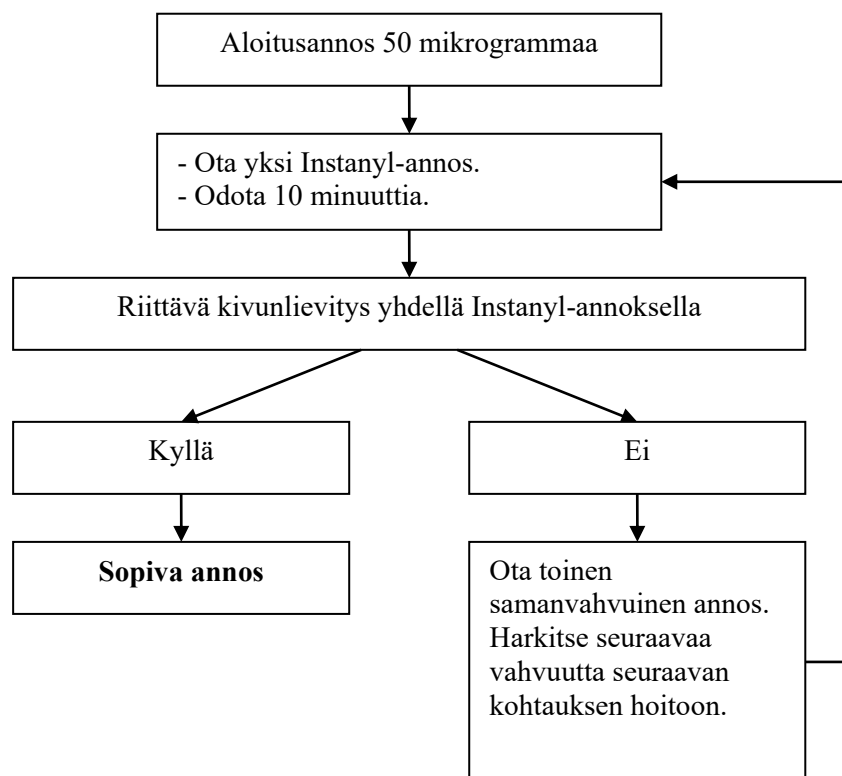 Aloitusannos 50 mikrogrammaa
- Ota yksi Instanyl-annos.
- Odota 10 minuuttia.
Riittävä kivunlievitys yhdellä Instanyl-annoksella
Kyllä
Ei
Sopiva annos
Ota toinen
samanvahvuinen annos.
Harkitse seuraavaa
vahvuutta seuraavan
kohtauksen hoitoon.